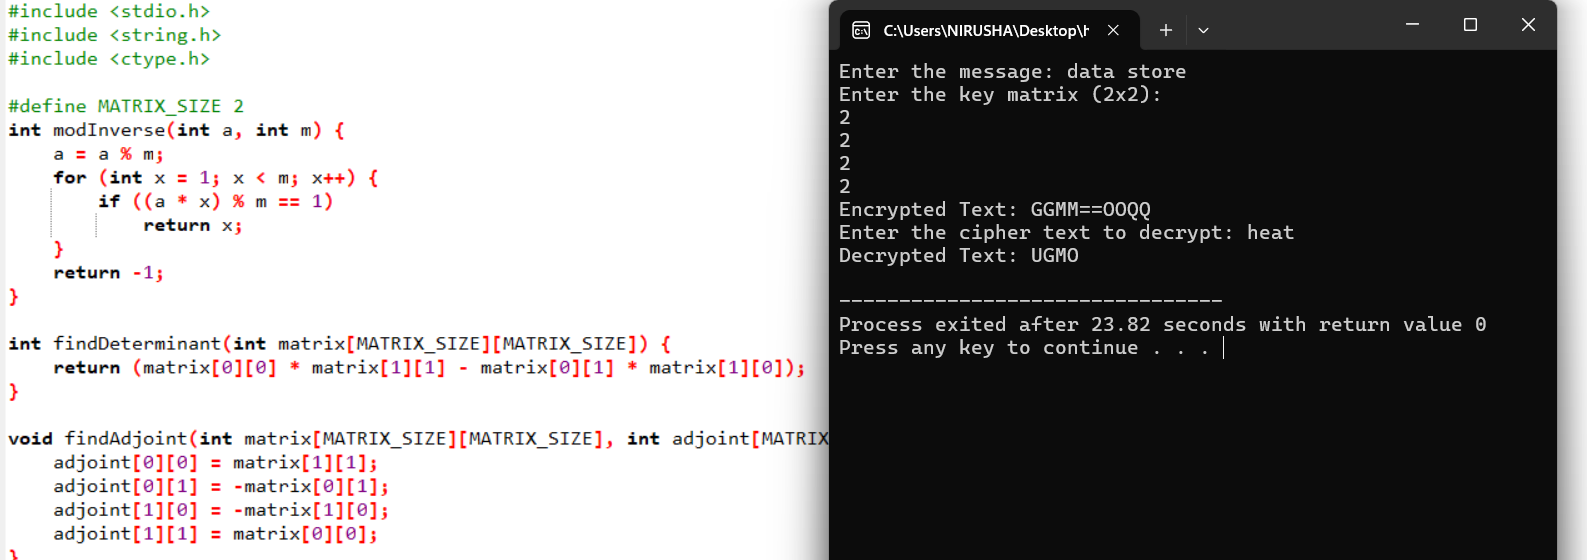 #include <stdio.h>
#include <string.h>
#include <ctype.h>
#define MATRIX_SIZE 2
int modInverse(int a, int m) {
a = a % m;
for (int x = 1; x < m; x++) {
if ((a * x) % m == 1)
return x;
}
return -1;
}
int findDeterminant(int matrix[MATRIX_SIZE][MATRIX_SIZE]) {
return (matrix[0][0] * matrix[1][1] - matrix[0][1] * matrix[1][0]);
}
void findAdjoint(int matrix[MATRIX_SIZE][MATRIX_SIZE], int adjoint[MATRIX
adjoint[0][0] = matrix[1][1];
adjoint[0][1] = -matrix[0][1];
adjoint[1][0] = -matrix[1][0];
adjoint[1][1] = matrix[0][0];
}
C:\Users\NIRUSHA\Desktop\h
Enter the message: data store
Enter the key matrix (2x2):
2
2
2
2
Encrypted Text: GGMM==OOQQ
Enter the cipher text to decrypt: heat
Decrypted Text: UGMO
--------------------------------
Process exited after 23.82 seconds with return value 0
Press any key to continue . . .